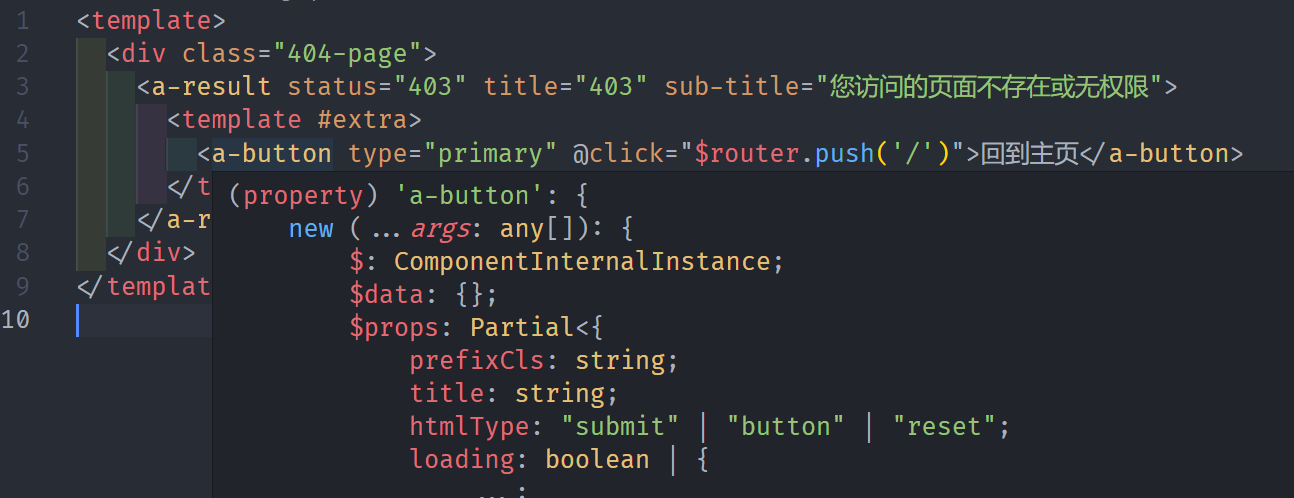 1 <template>
2 <div class="404-page">
3 <a-result status="403" title="403" sub-title="您访问的页面不存在或无权限">
4 <template #extra>
5 <a-button type="primary" @click="$router.push('/')">回到主页</a-button>
6 </t
7 </a-r
8 </div>
9 </templat
10
(property) 'a-button': {
new (...args: any[]): {
$: ComponentInternalInstance;
$data: {};
$props: Partial<{
prefixCls: string;
title: string;
htmlType: "submit" | "button" | "reset";
loading: boolean | {
...;